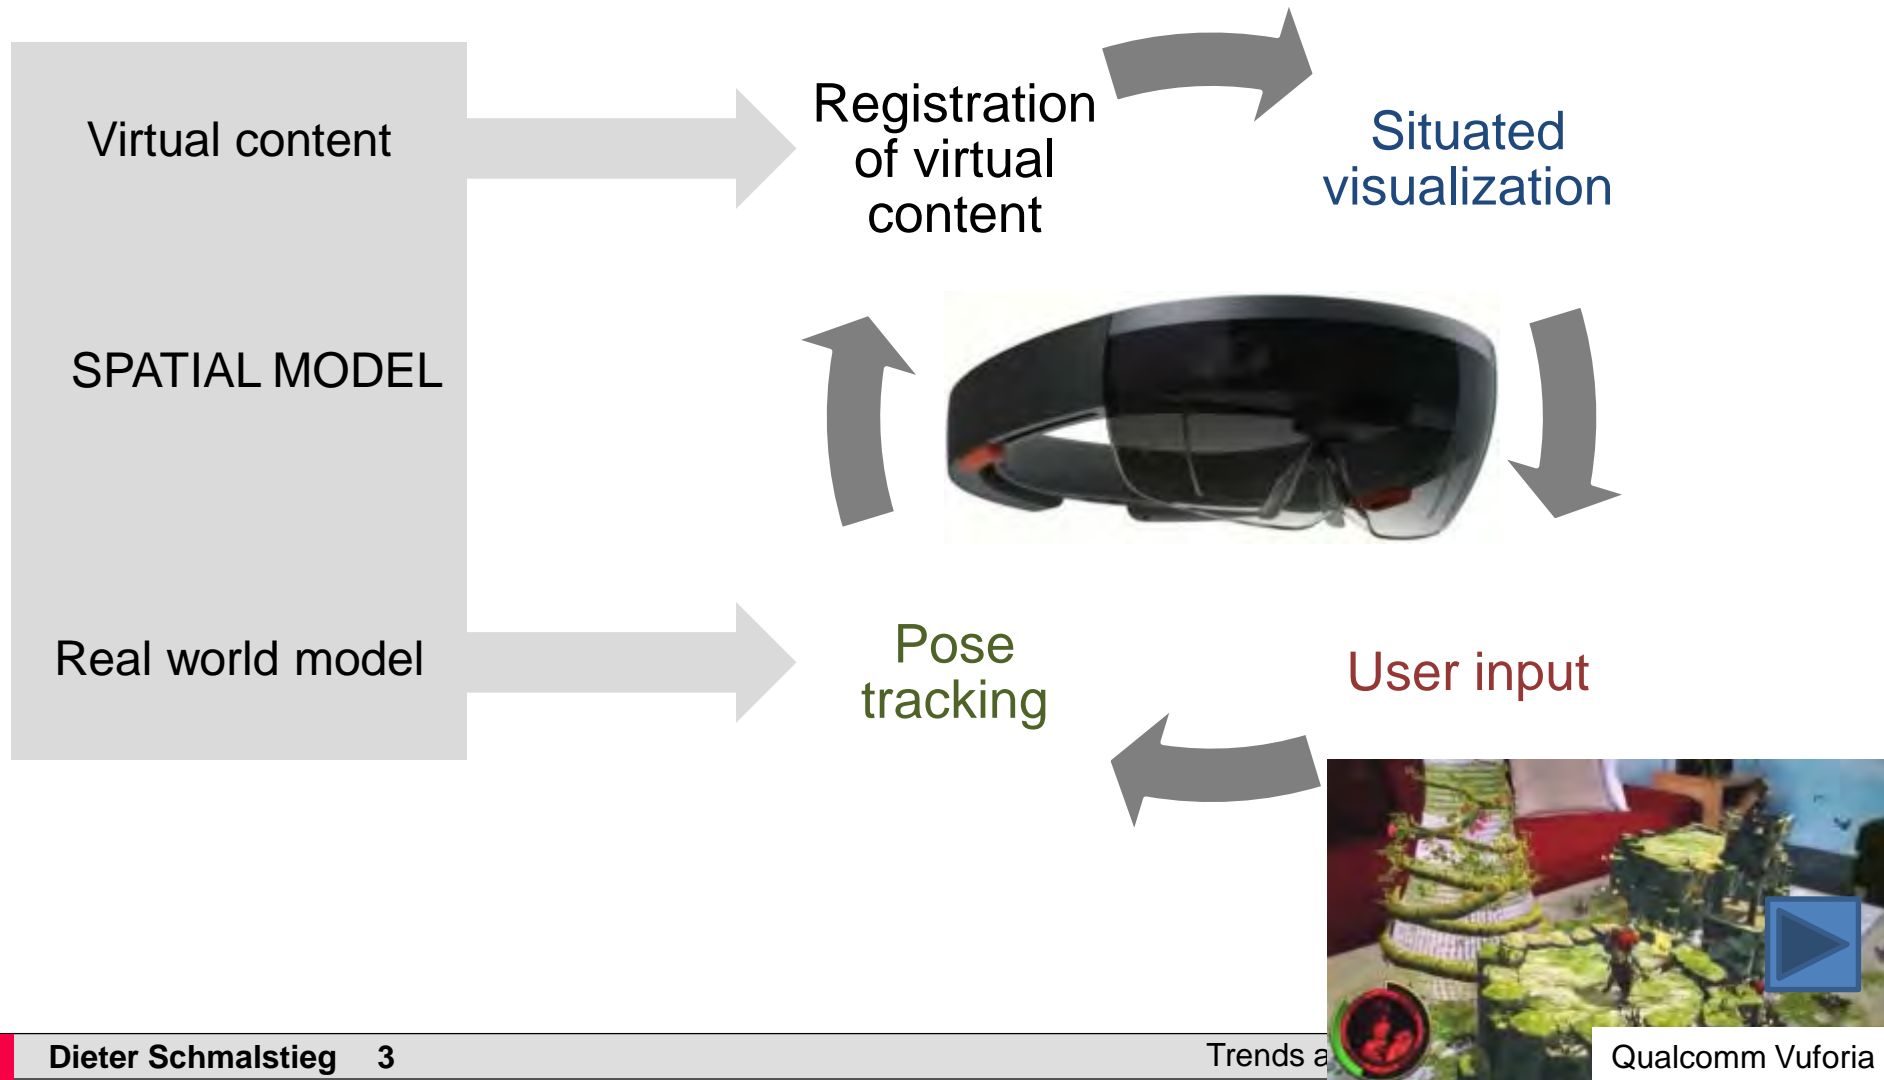 Virtual content
SPATIAL MODEL
Real world model
Registration
of virtual
content
Situated
visualization
Pose
tracking
User input
Dieter Schmalstieg 3
Trends a
Qualcomm Vuforia